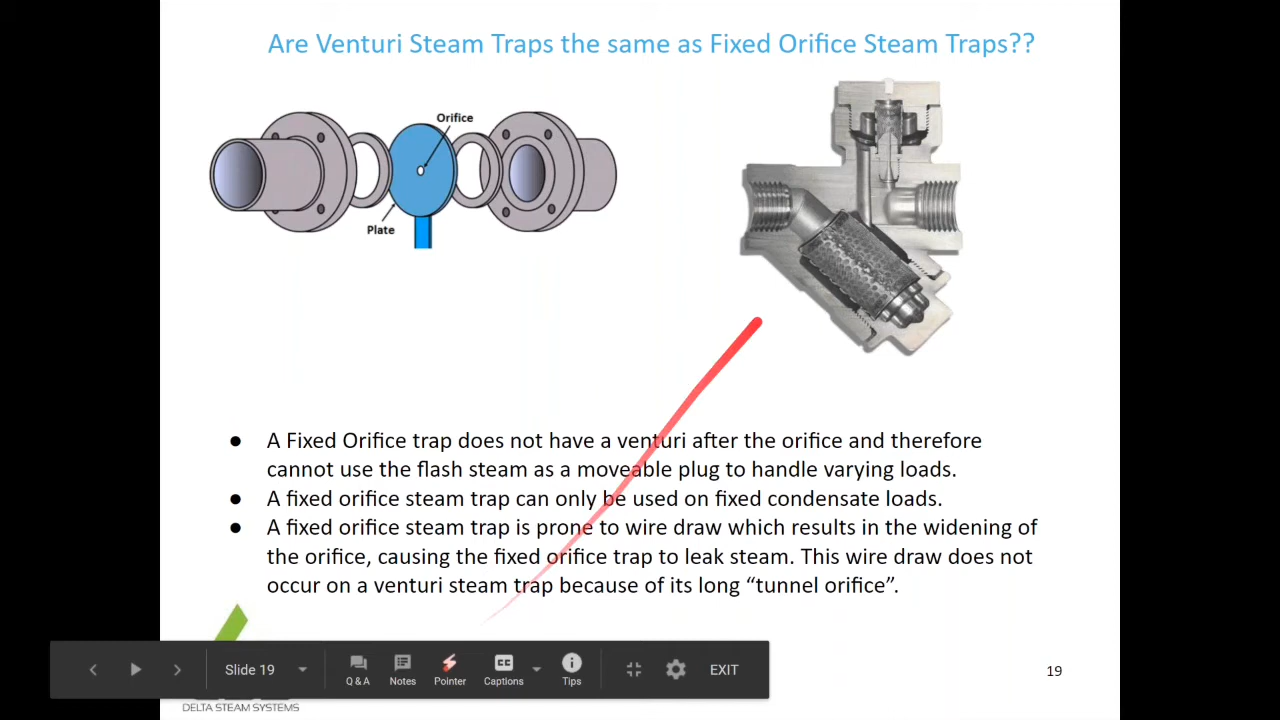 Are Venturi Steam Traps the same as Fixed Orifice Steam Traps??
Orifice
Plate
● A Fixed Orifice trap does not have a venturi after the orifice and therefore
cannot use the flash steam as a moveable plug to handle varying loads.
● A fixed orifice steam trap can only be used on fixed condensate loads.
● A fixed orifice steam trap is prone to wire draw which results in the widening of
the orifice, causing the fixed orifice trap to leak steam. This wire draw does not
occur on a venturi steam trap because of its long “tunnel orifice”.
Slide 19
Q & A
Notes
Pointer
CC
Captions
Tips
EXIT
19
DELTA STEAM SYSTEMS